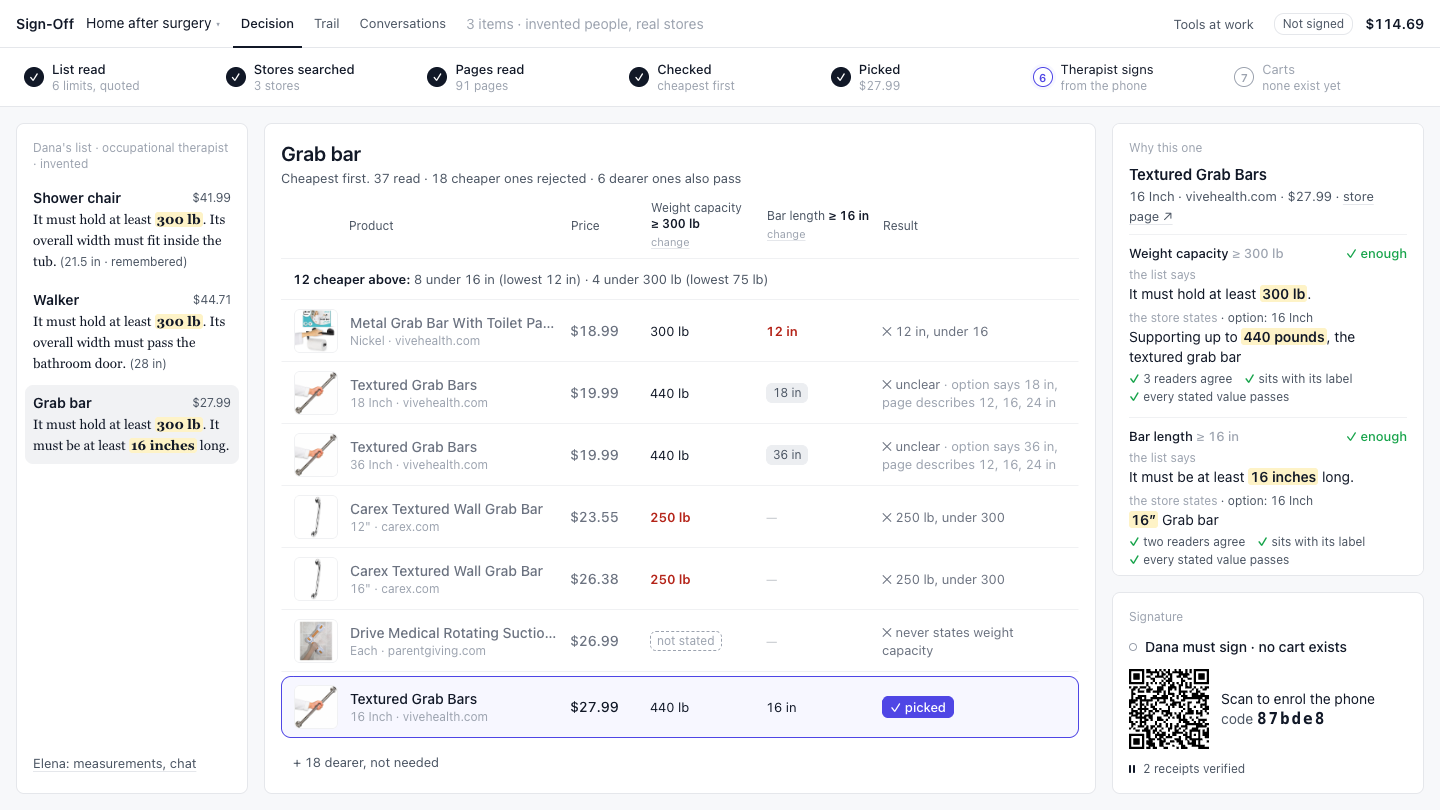 Sign-Off Home after surgery Decision Trail Conversations 3 items · invented people, real stores Tools at work Not signed $114.69
List read
6 limits, quoted
Stores searched
3 stores
Pages read
91 pages
Checked
cheapest first
Picked
$27.99
6 Therapist signs
from the phone
7 Carts
none exist yet
Dana's list · occupational therapist
· invented
Shower chair $41.99
It must hold at least 300 lb. Its
overall width must fit inside the
tub. (21.5 in · remembered)
Walker $44.71
It must hold at least 300 lb. Its
overall width must pass the
bathroom door. (28 in)
Grab bar $27.99
It must hold at least 300 lb. It
must be at least 16 inches long.
Elena: measurements, chat
Grab bar
Cheapest first. 37 read · 18 cheaper ones rejected · 6 dearer ones also pass
Product Price Weight capacity ≥ 300 lb change Bar length ≥ 16 in change Result
12 cheaper above: 8 under 16 in (lowest 12 in) · 4 under 300 lb (lowest 75 lb)
Metal Grab Bar With Toilet Pa... $18.99 300 lb 12 in ✕ 12 in, under 16
Nickel · vivehealth.com
Textured Grab Bars $19.99 440 lb 18 in ✕ unclear · option says 18 in,
18 Inch · vivehealth.com page describes 12, 16, 24 in
Textured Grab Bars $19.99 440 lb 36 in ✕ unclear · option says 36 in,
36 Inch · vivehealth.com page describes 12, 16, 24 in
Carex Textured Wall Grab Bar $23.55 250 lb — ✕ 250 lb, under 300
12" · carex.com
Carex Textured Wall Grab Bar $26.38 250 lb — ✕ 250 lb, under 300
16" · carex.com
Drive Medical Rotating Suctio... $26.99 not stated — ✕ never states weight
Each · parentgiving.com capacity
Textured Grab Bars $27.99 440 lb 16 in ✓ picked
16 Inch · vivehealth.com
+ 18 dearer, not needed
Why this one
Textured Grab Bars
16 Inch · vivehealth.com · $27.99 · store
page ↗
Weight capacity ≥ 300 lb ✓ enough
the list says
It must hold at least 300 lb.
the store states · option: 16 Inch
Supporting up to 440 pounds, the
textured grab bar
✓ 3 readers agree ✓ sits with its label
✓ every stated value passes
Bar length ≥ 16 in ✓ enough
the list says
It must be at least 16 inches long.
the store states · option: 16 Inch
16” Grab bar
✓ two readers agree ✓ sits with its label
✓ every stated value passes
Signature
Dana must sign · no cart exists
Scan to enrol the phone
code 87bde8
2 receipts verified